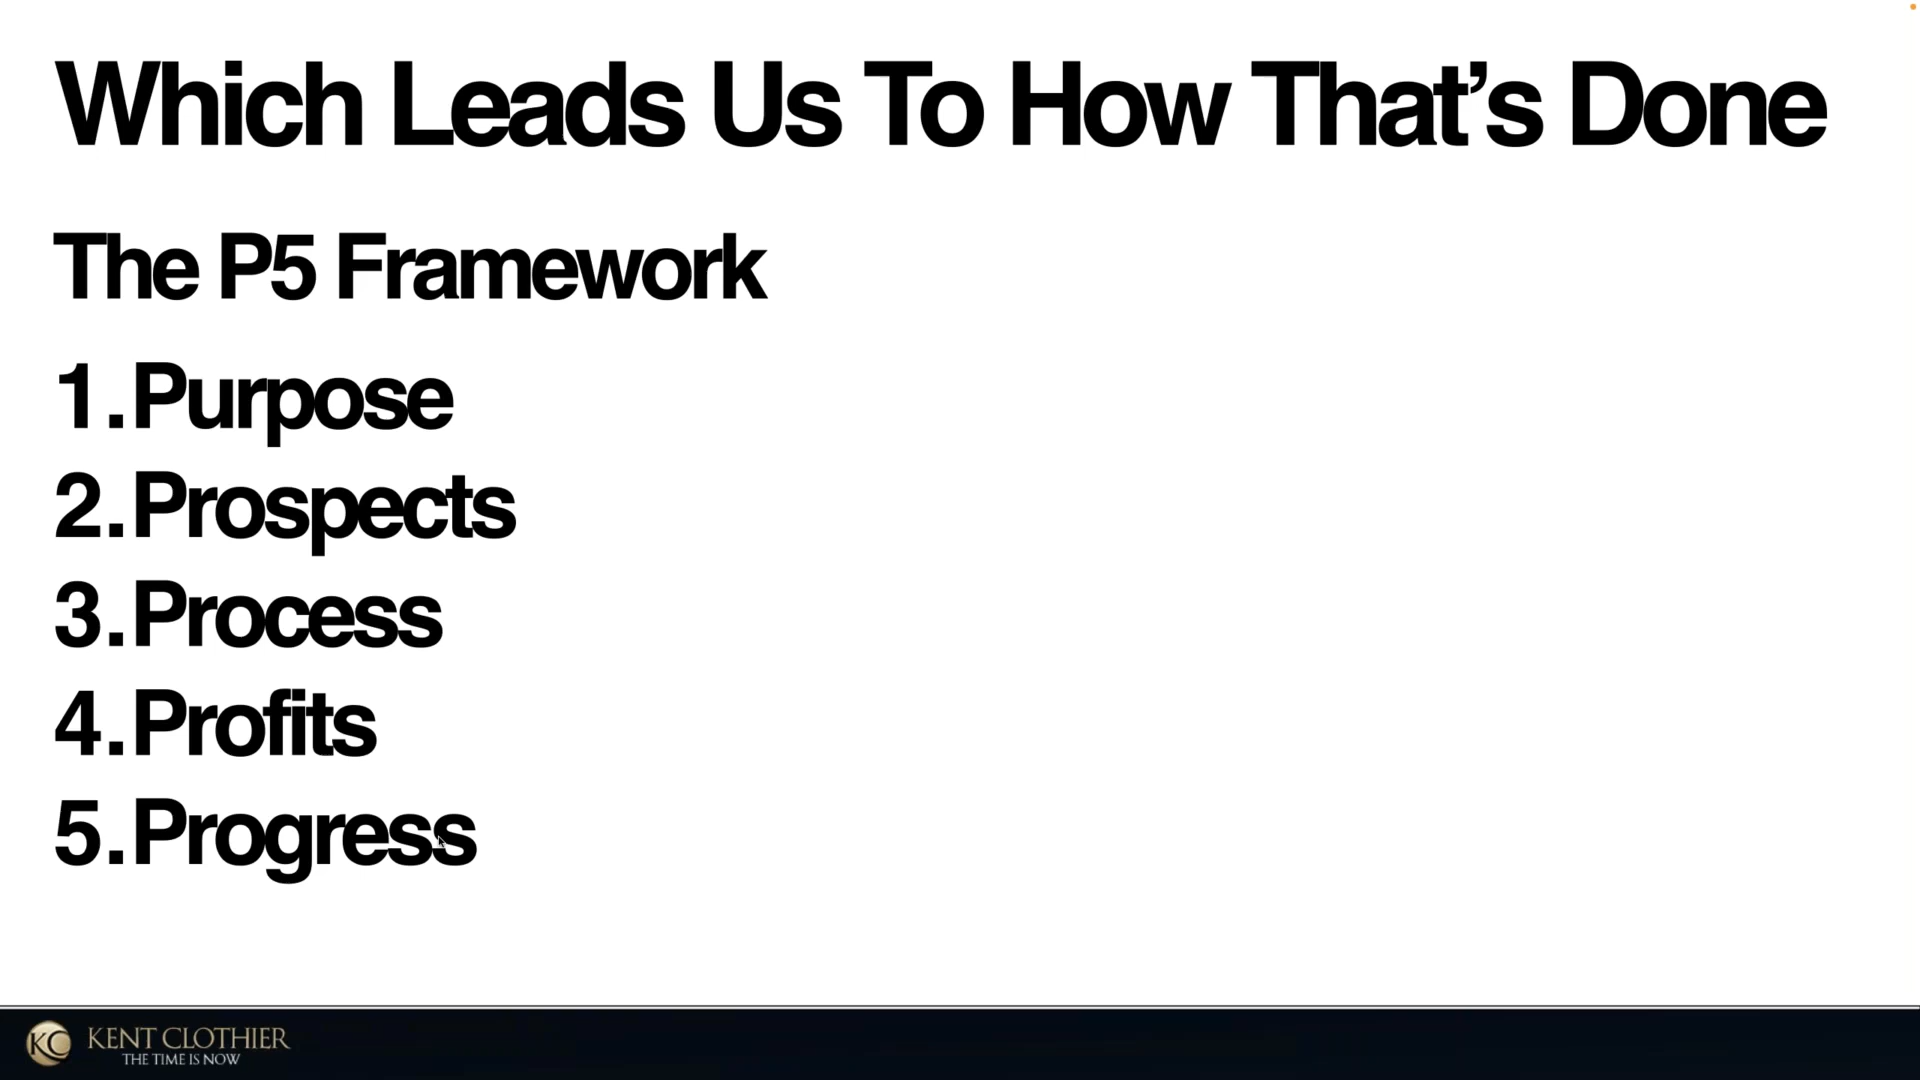 Which Leads Us To How That’s Done
The P5 Framework
1. Purpose
2. Prospects
3. Process
4. Profits
5. Progress
KC
KENT CLOTHIER
THE TIME IS NOW